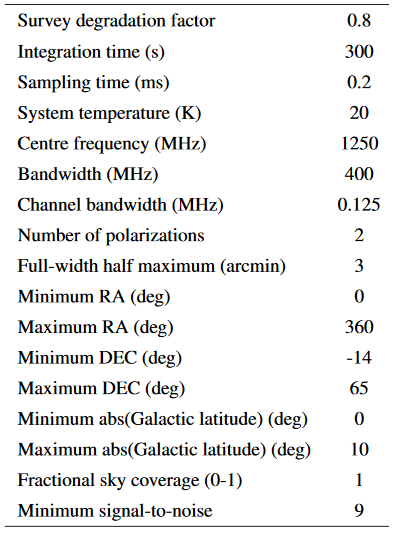 Survey degradation factor 0.8
Integration time (s) 300
Sampling time (ms) 0.2
System temperature (K) 20
Centre frequency (MHz) 1250
Bandwidth (MHz) 400
Channel bandwidth (MHz) 0.125
Number of polarizations 2
Full-width half maximum (arcmin) 3
Minimum RA (deg) 0
Maximum RA (deg) 360
Minimum DEC (deg) -14
Maximum DEC (deg) 65
Minimum abs(Galactic latitude) (deg) 0
Maximum abs(Galactic latitude) (deg) 10
Fractional sky coverage (0-1) 1
Minimum signal-to-noise 9